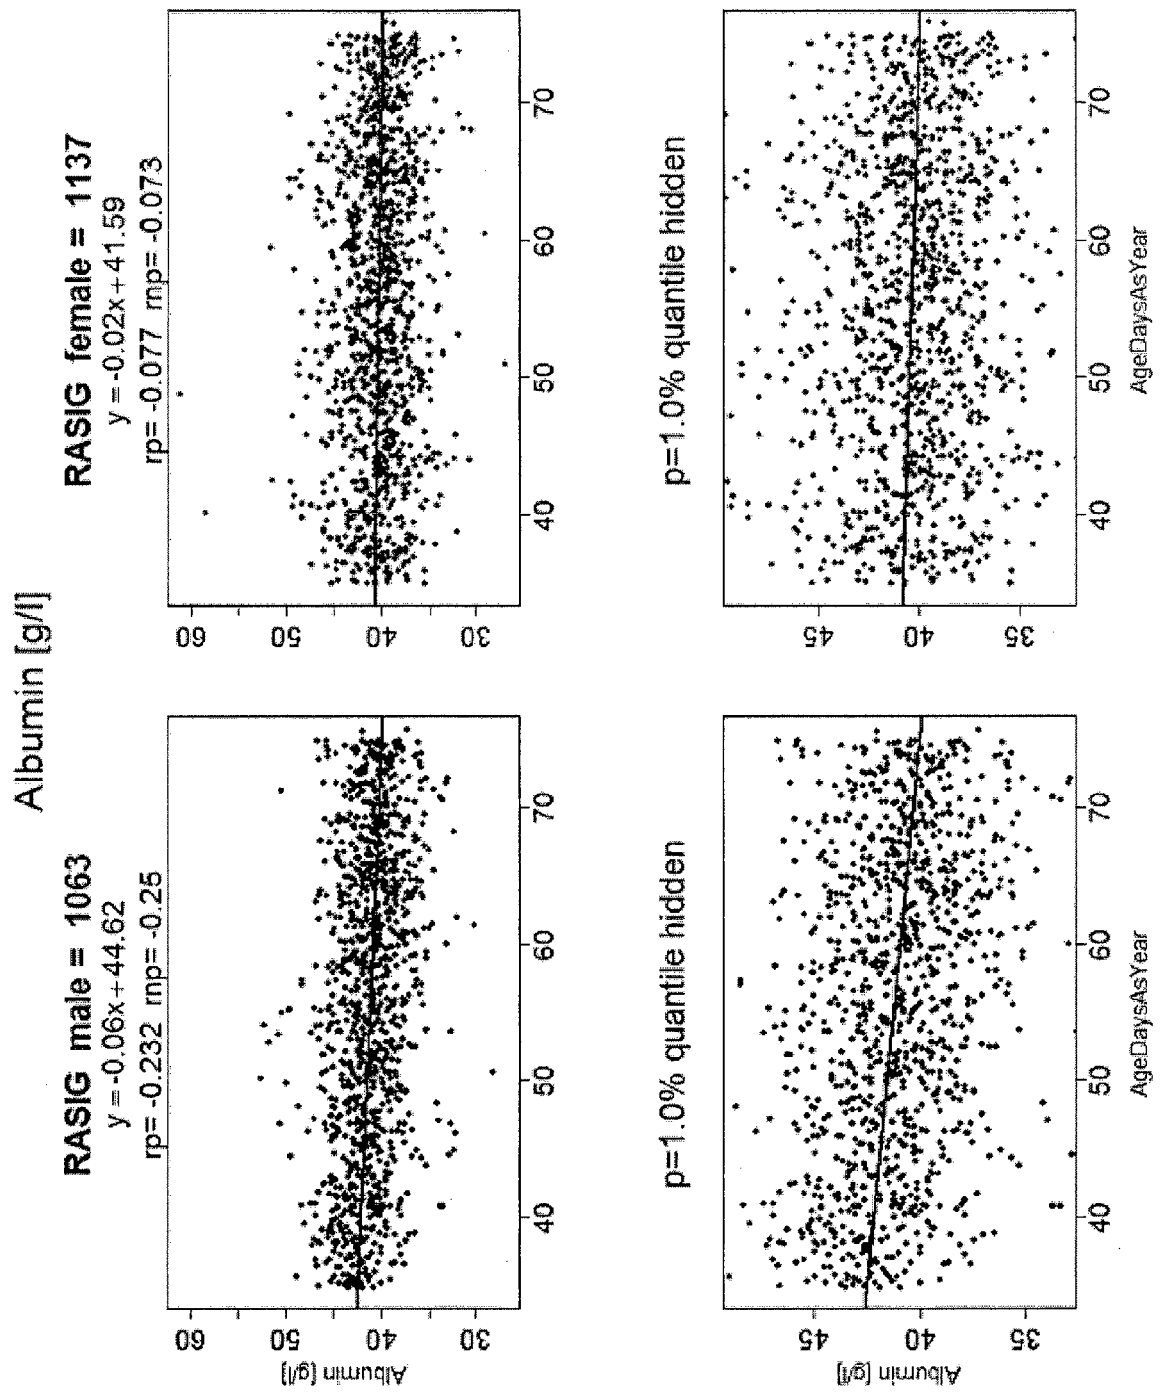 Albumin [g/l]
RASIG male = 1063
y = -0.06x+44.62
rp= -0.232 rnp= -0.25
60
50
40
30
Albumin [g/l]
40
50
60
70
RASIG female = 1137
y = -0.02x+41.59
rp= -0.077 rnp= -0.073
60
50
40
30
40
50
60
70
p=1.0% quantile hidden
45
40
35
Albumin [g/l]
40
50
60
70
AgeDaysAsYear
p=1.0% quantile hidden
45
40
35
40
50
60
70
AgeDaysAsYear